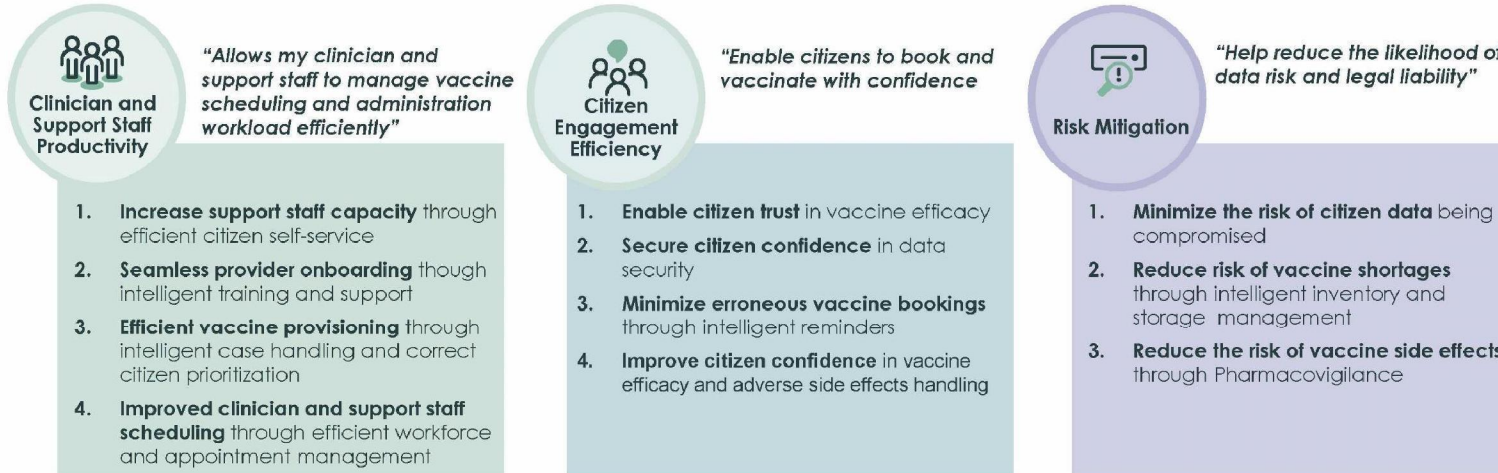 Clinician and
Support Staff
Productivity
"Allows my clinician and
support staff to manage vaccine
scheduling and administration
workload efficiently"
1. Increase support staff capacity through
efficient citizen self-service
2. Seamless provider onboarding though
intelligent training and support
3. Efficient vaccine provisioning through
intelligent case handling and correct
citizen prioritization
4. Improved clinician and support staff
scheduling through efficient workforce
and appointment management
Citizen
Engagement
Efficiency
"Enable citizens to book and
vaccinate with confidence
1. Enable citizen trust in vaccine efficacy
2. Secure citizen confidence in data
security
3. Minimize erroneous vaccine bookings
through intelligent reminders
4. Improve citizen confidence in vaccine
efficacy and adverse side effects handling
Risk Mitigation
"Help reduce the likelihood of
data risk and legal liability"
1. Minimize the risk of citizen data being
compromised
2. Reduce risk of vaccine shortages
through intelligent inventory and
storage management
3. Reduce the risk of vaccine side effects
through Pharmacovigilance